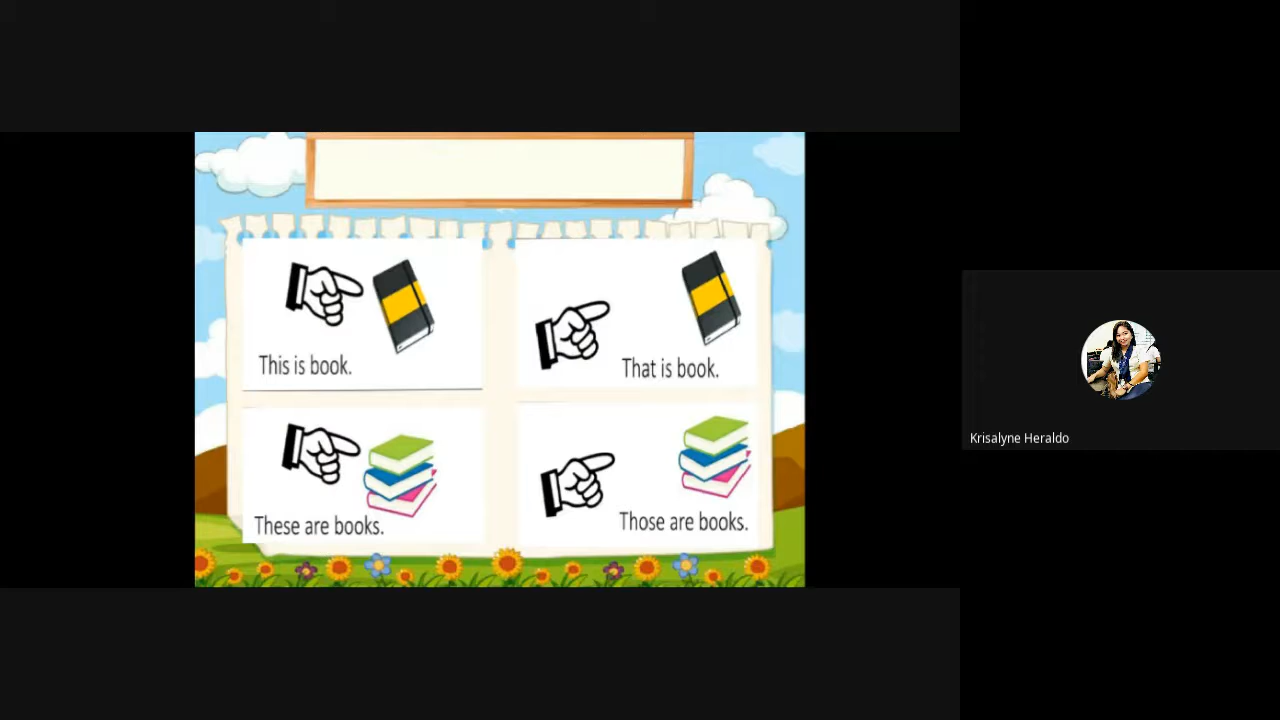 This is book.
That is book.
These are books.
Those are books.
Krisalyne Heraldo